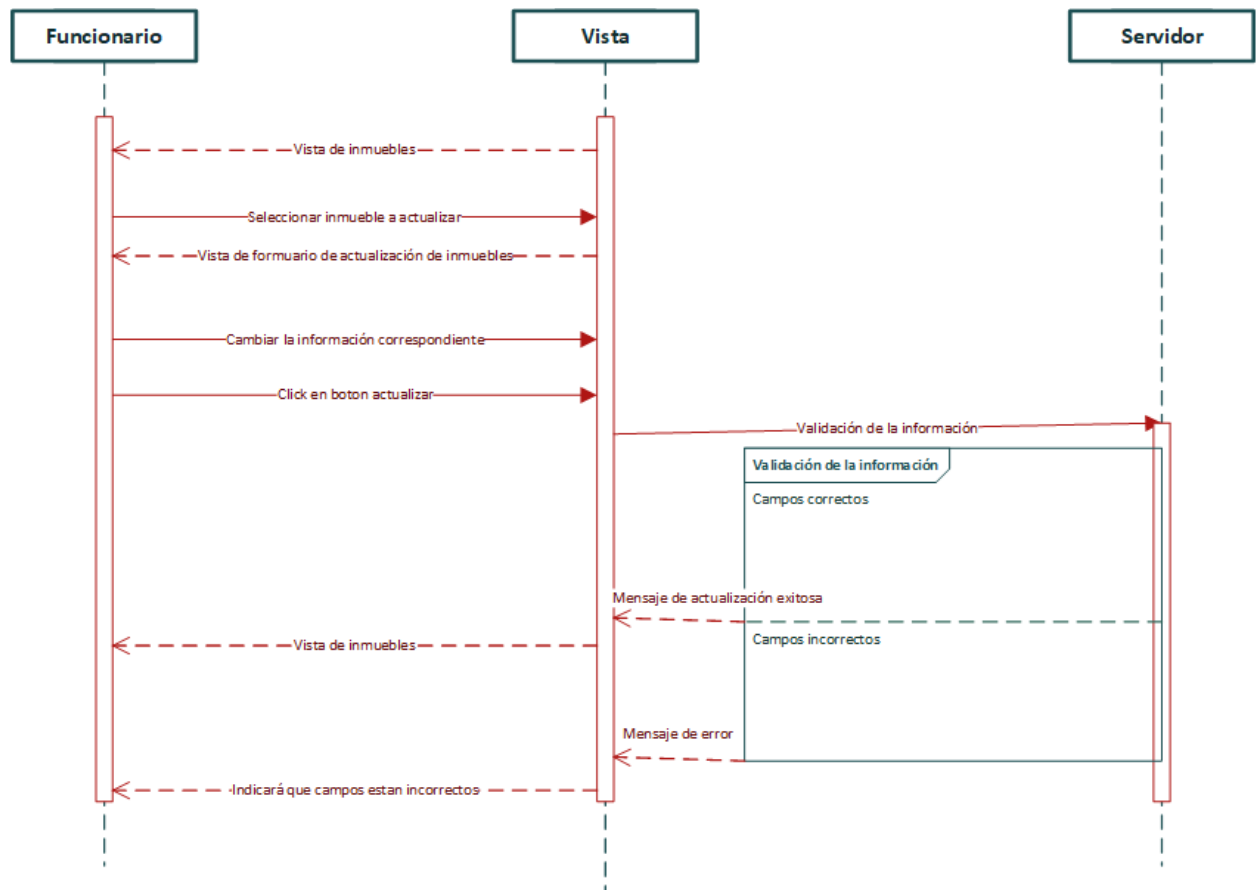 Funcionario
Vista
Servidor
Vista de inmuebles
Seleccionar inmueble a actualizar
Vista de formuario de actualización de inmuebles
Cambiar la información correspondiente
Click en boton actualizar
Validación de la información
Validación de la información
Campos correctos
Mensaje de actualización exitosa
Campos incorrectos
Vista de inmuebles
Mensaje de error
Indicará que campos estan incorrectos